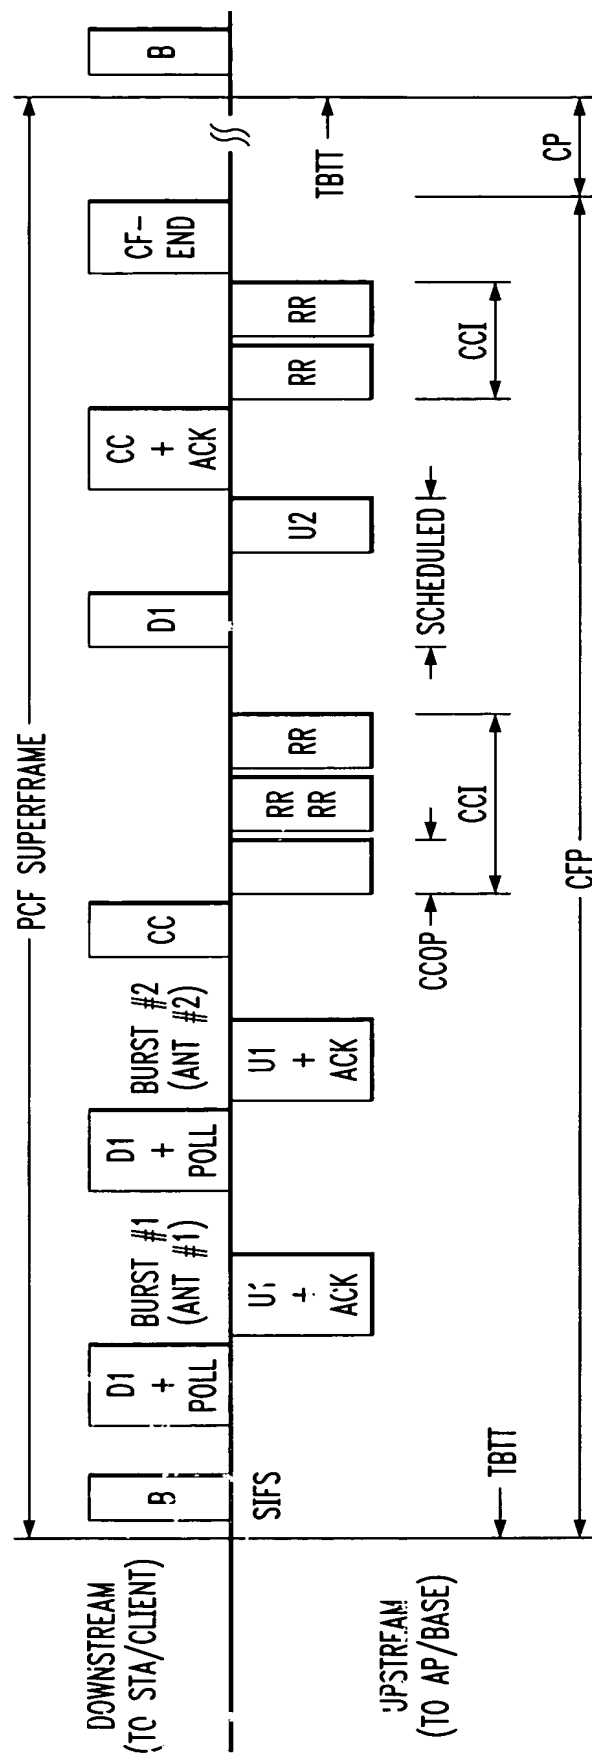 PCF SUPERFRAME
DOWNSTREAM
(TO STA/CLIENT)
B
D1
+
POLL
BURST #1
(ANT #1)
D1
+
POLL
BURST #2
(ANT #2)
CC
D1
CC
+
ACK
CF-
END
B
SIFS
U1
+
ACK
U1
+
ACK
RR
RR
RR
U2
RR
RR
UPSTREAM
(TO AP/BASE)
TBTT
CCOP
CCI
SCHEDULED
CCI
TBTT
CFP
CP